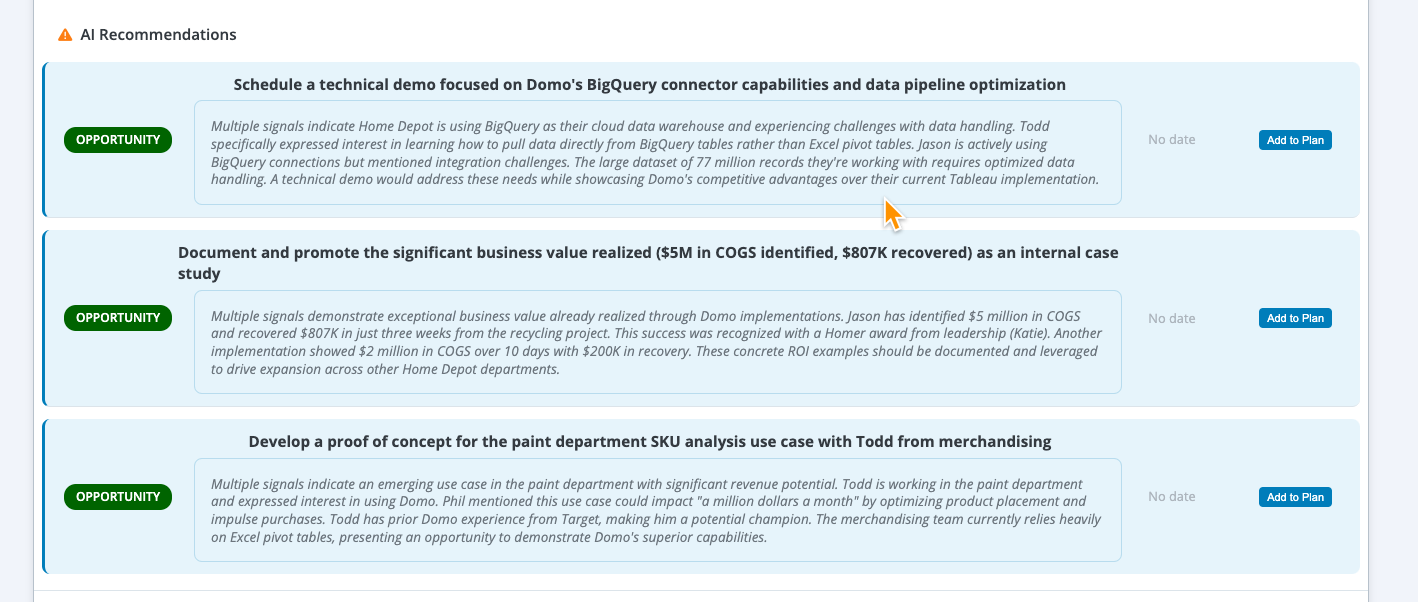 AI Recommendations
Schedule a technical demo focused on Domo's BigQuery connector capabilities and data pipeline optimization
OPPORTUNITY
Multiple signals indicate Home Depot is using BigQuery as their cloud data warehouse and experiencing challenges with data handling. Todd
specifically expressed interest in learning how to pull data directly from BigQuery tables rather than Excel pivot tables. Jason is actively using
BigQuery connections but mentioned integration challenges. The large dataset of 77 million records they're working with requires optimized data
handling. A technical demo would address these needs while showcasing Domo's competitive advantages over their current Tableau implementation.
No date
Add to Plan
Document and promote the significant business value realized ($5M in COGS identified, $807K recovered) as an internal case
study
OPPORTUNITY
Multiple signals demonstrate exceptional business value already realized through Domo implementations. Jason has identified $5 million in COGS
and recovered $807K in just three weeks from the recycling project. This success was recognized with a Homer award from leadership (Katie). Another
implementation showed $2 million in COGS over 10 days with $200K in recovery. These concrete ROI examples should be documented and leveraged
to drive expansion across other Home Depot departments.
No date
Add to Plan
Develop a proof of concept for the paint department SKU analysis use case with Todd from merchandising
OPPORTUNITY
Multiple signals indicate an emerging use case in the paint department with significant revenue potential. Todd is working in the paint department
and expressed interest in using Domo. Phil mentioned this use case could impact "a million dollars a month" by optimizing product placement and
impulse purchases. Todd has prior Domo experience from Target, making him a potential champion. The merchandising team currently relies heavily
on Excel pivot tables, presenting an opportunity to demonstrate Domo's superior capabilities.
No date
Add to Plan